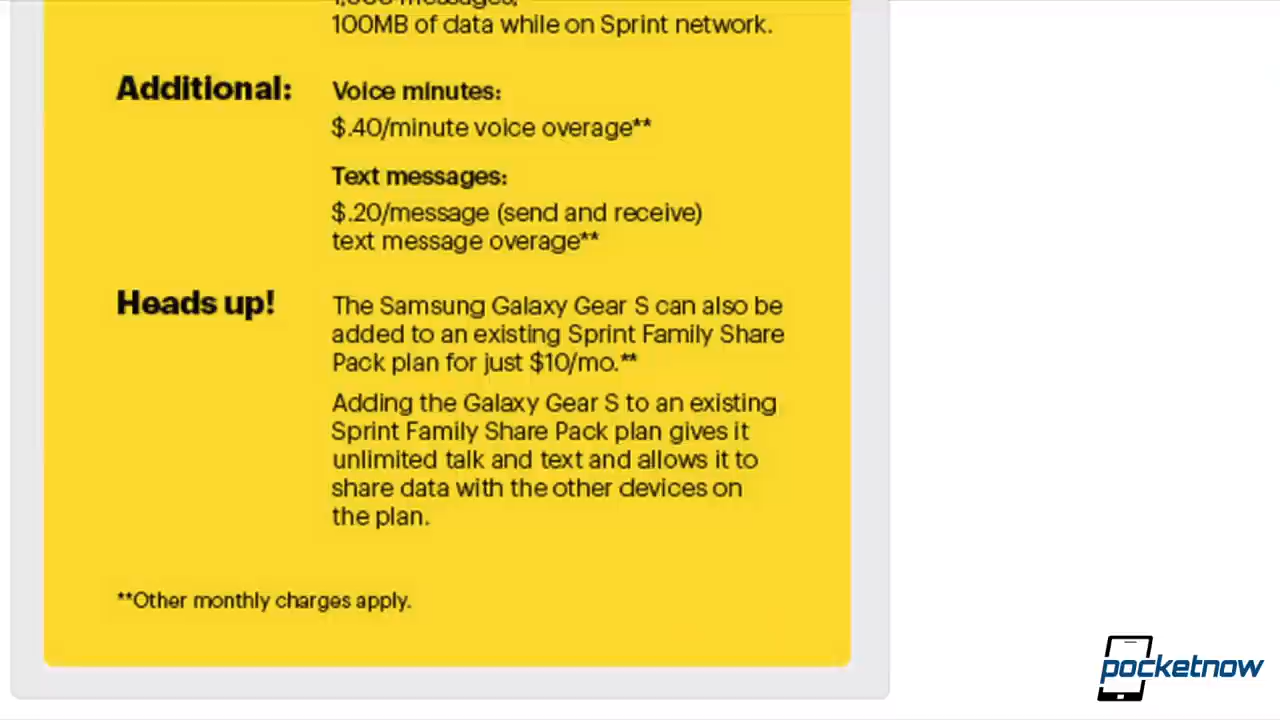 100MB of data while on Sprint network.
Additional:
Voice minutes:
$.40/minute voice overage**
Text messages:
$.20/message (send and receive)
text message overage**
Heads up!
The Samsung Galaxy Gear S can also be
added to an existing Sprint Family Share
Pack plan for just $10/mo.**
Adding the Galaxy Gear S to an existing
Sprint Family Share Pack plan gives it
unlimited talk and text and allows it to
share data with the other devices on
the plan.
**Other monthly charges apply.
pocketnow